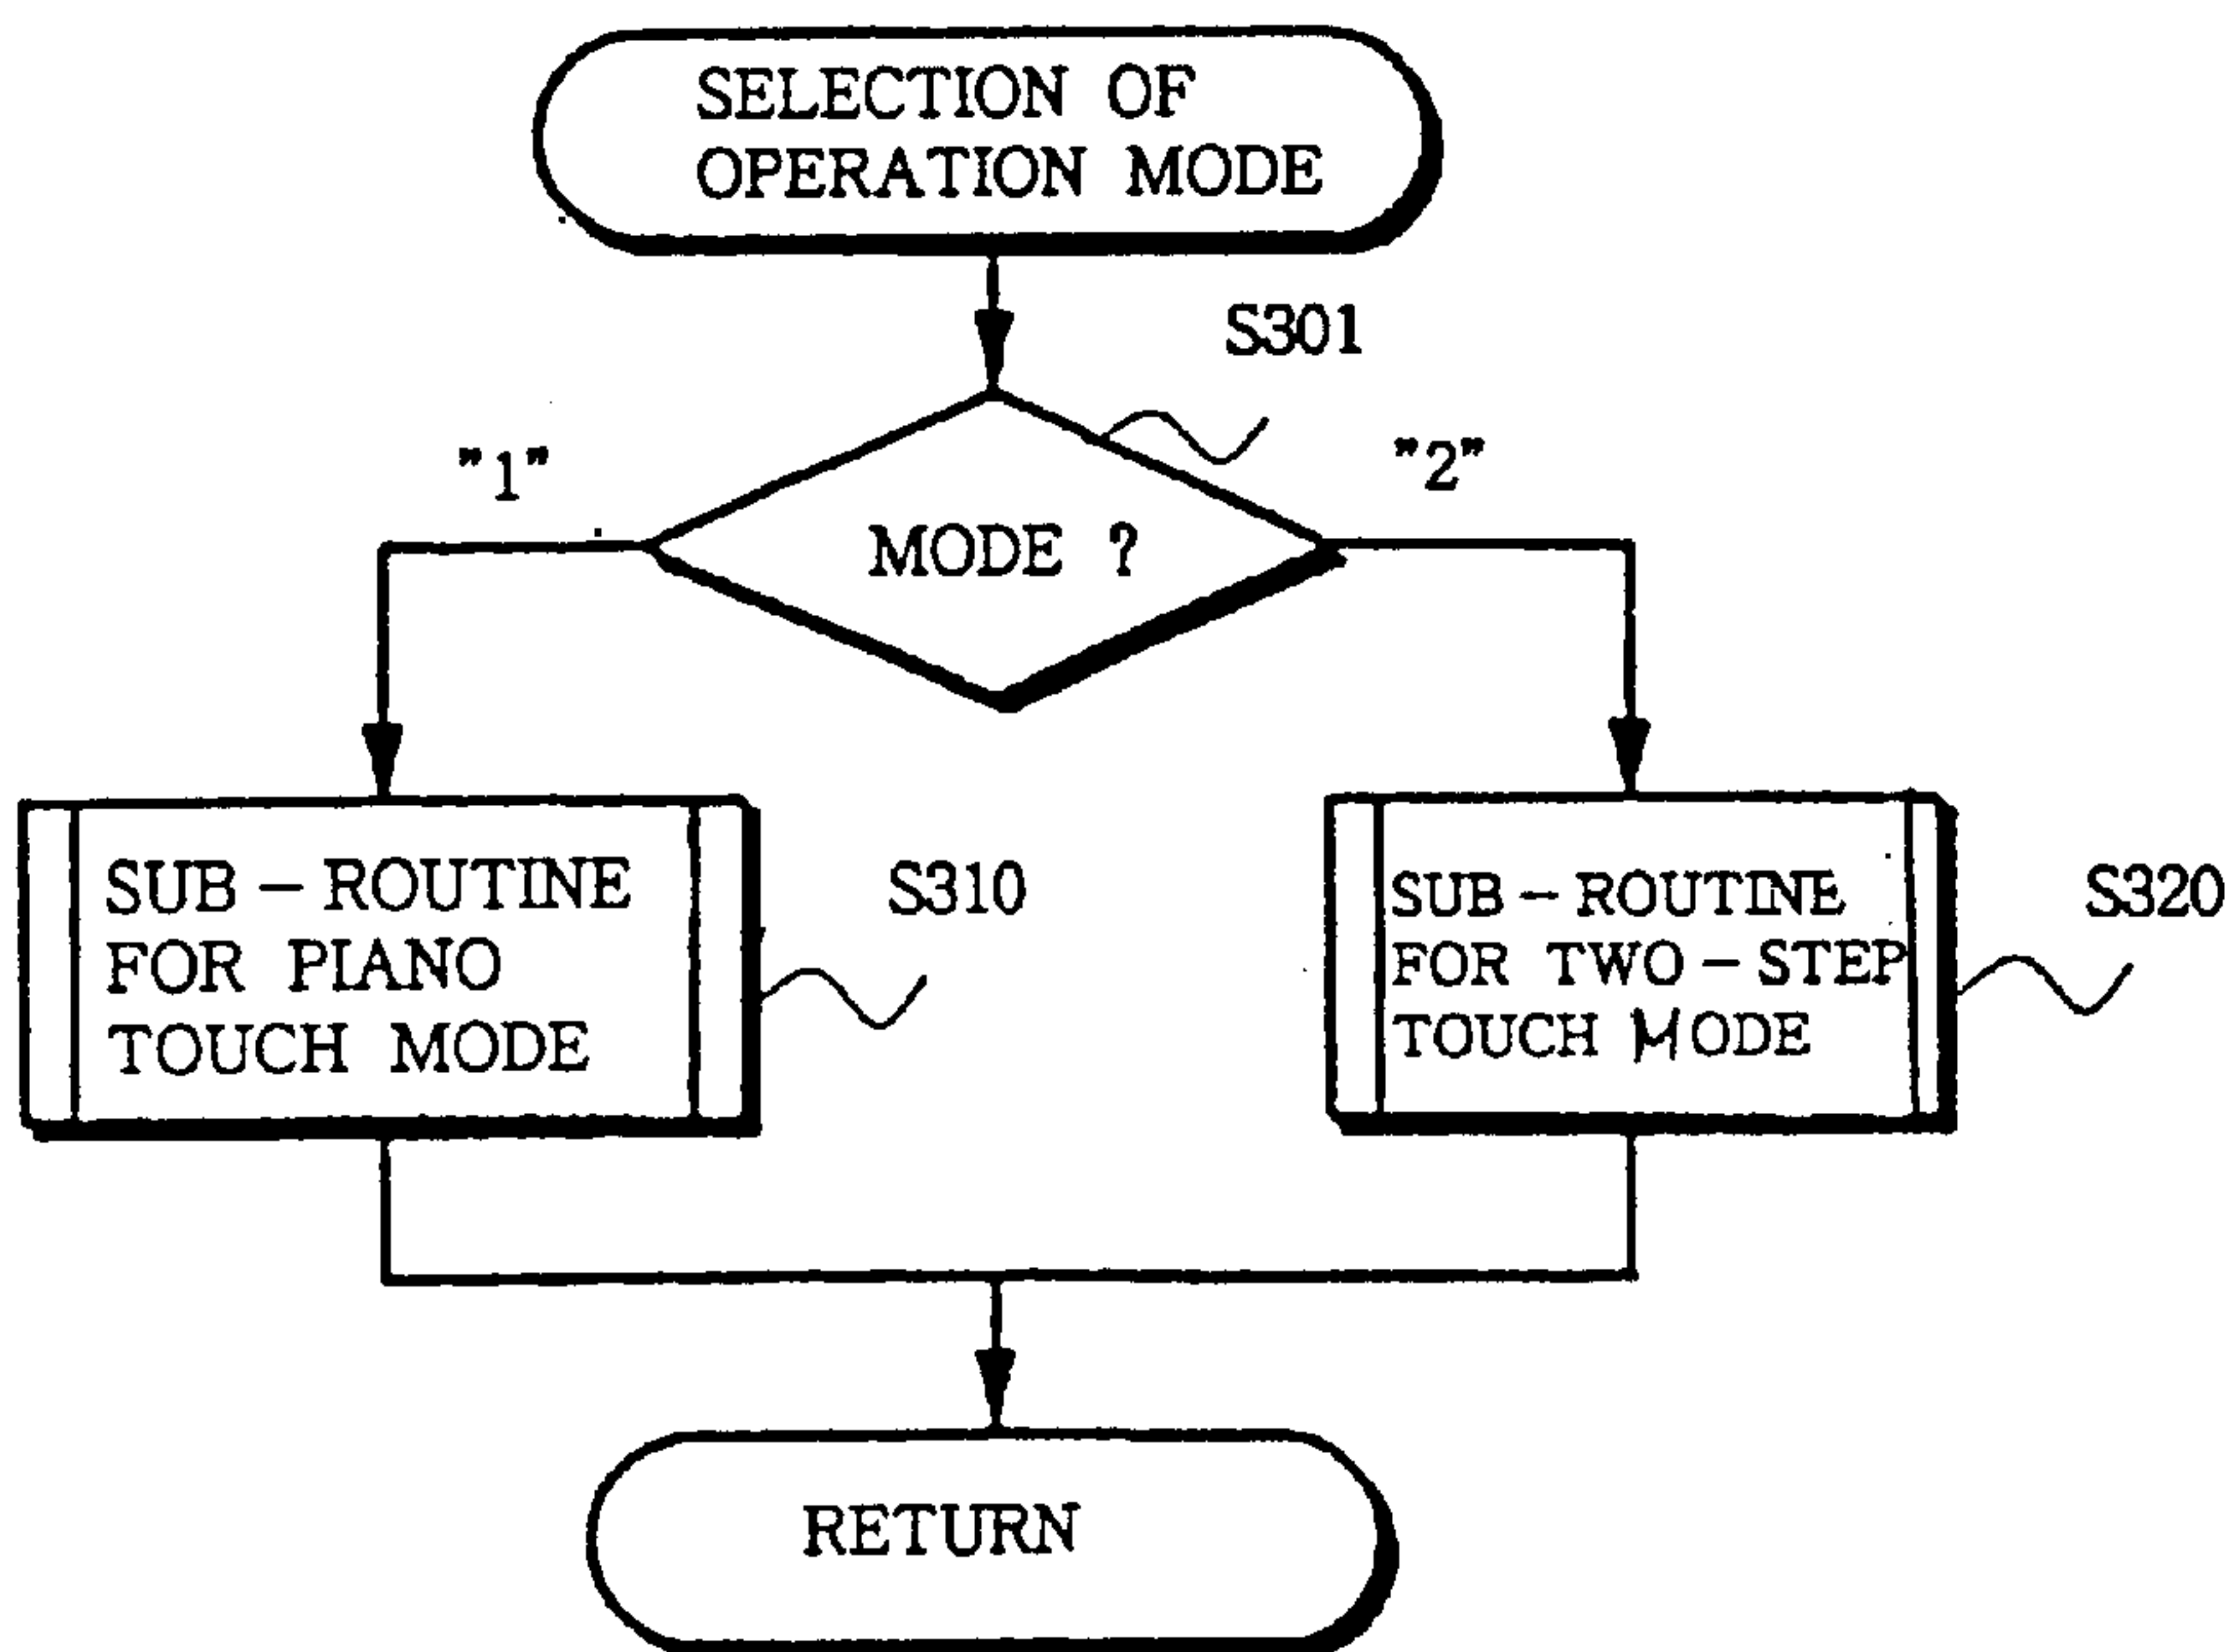 SELECTION OF
OPERATION MODE
S301
"1"
"2"
MODE ?
SUB-ROUTINE
FOR PIANO
TOUCH MODE
S310
SUB-ROUTINE
FOR TWO-STEP
TOUCH MODE
S320
RETURN